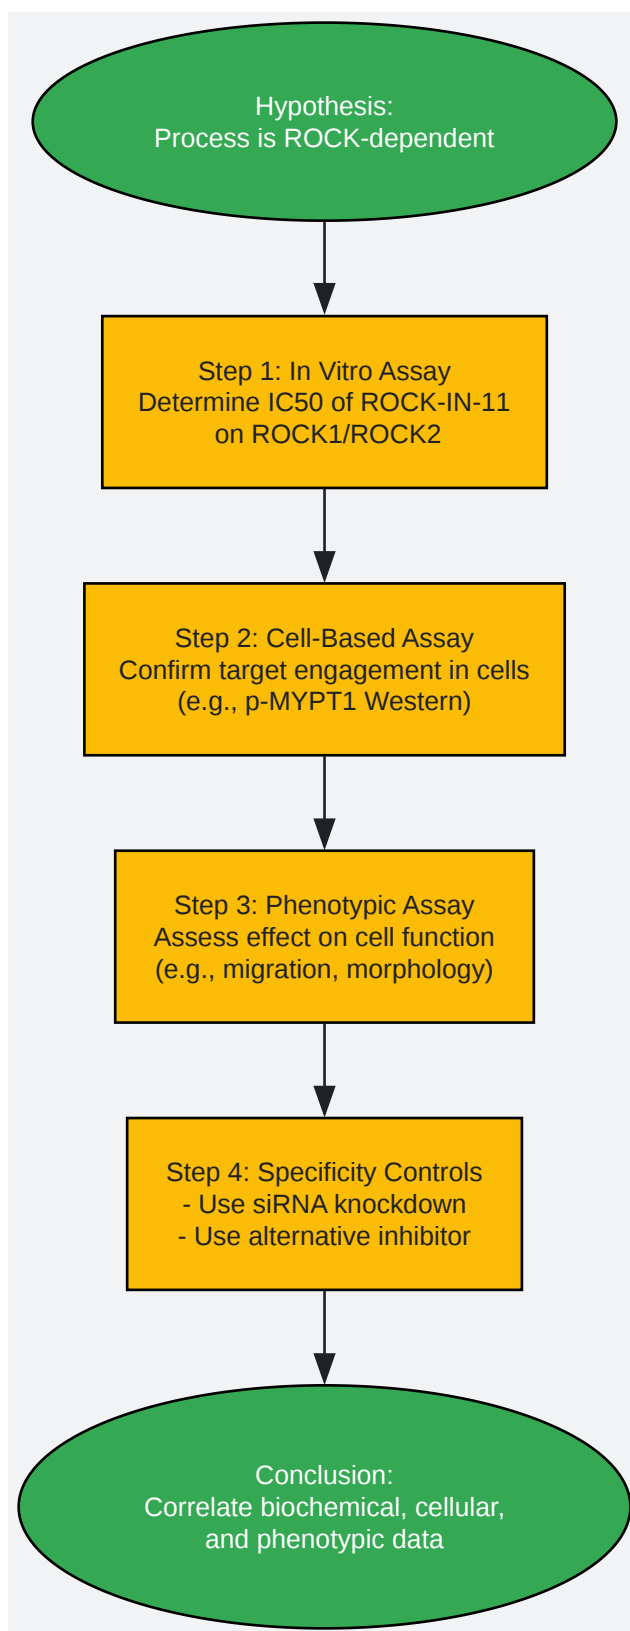 Hypothesis:
Process is ROCK-dependent
Step 1: In Vitro Assay
Determine IC50 of ROCK-IN-11
on ROCK1/ROCK2
Step 2: Cell-Based Assay
Confirm target engagement in cells
(e.g., p-MYPT1 Western)
Step 3: Phenotypic Assay
Assess effect on cell function
(e.g., migration, morphology)
Step 4: Specificity Controls
- Use siRNA knockdown
- Use alternative inhibitor
Conclusion:
Correlate biochemical, cellular,
and phenotypic data